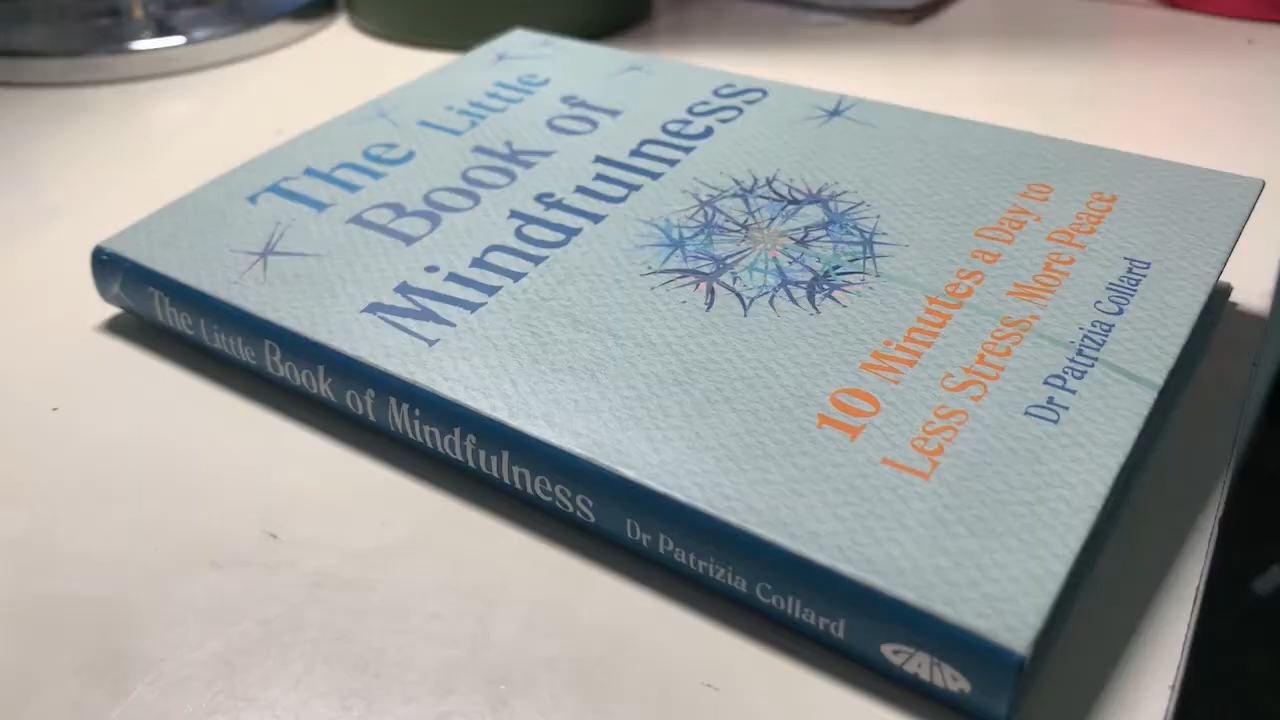 The Little
Book of
Mindfulness
10 Minutes a Day to
Less Stress, More Peace
Dr Patrizia Collard
The Little Book of Mindfulness Dr Patrizia Collard GAIA